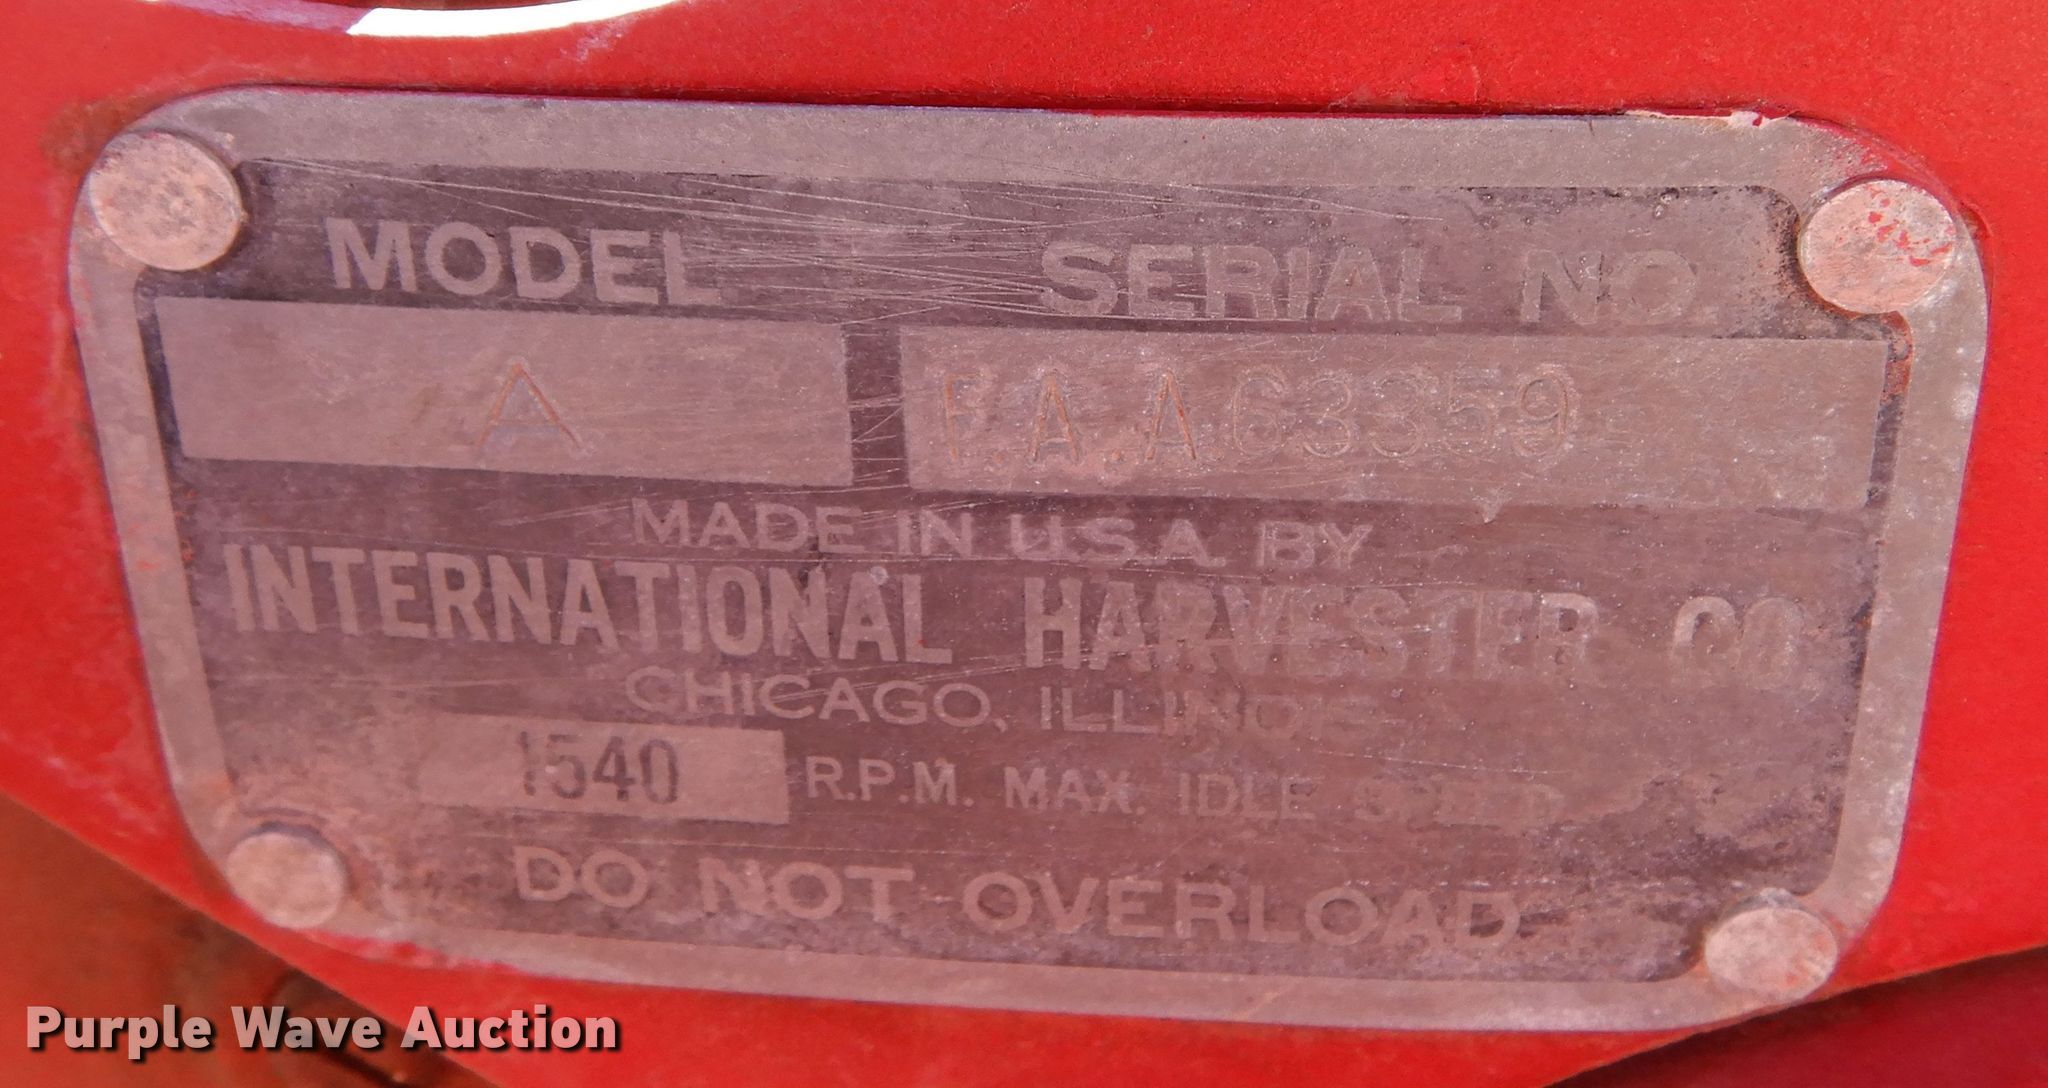 MODEL SERIAL NO.
A F.A.A.63359
MADE IN U.S.A. BY
INTERNATIONAL HARVESTER CO.
CHICAGO, ILLINOIS
1540 R.P.M. MAX. IDLE SPEED
DO NOT OVERLOAD
Purple Wave Auction